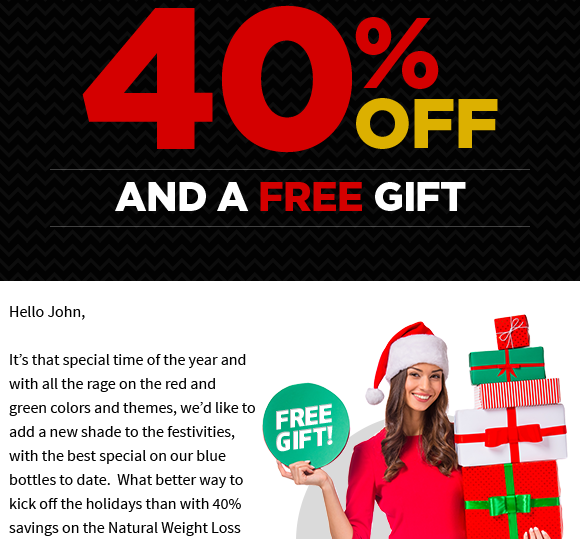 40%
OFF
AND A FREE GIFT
Hello John,
It’s that special time of the year and
with all the rage on the red and
green colors and themes, we’d like to
add a new shade to the festivities,
with the best special on our blue
bottles to date.  What better way to
kick off the holidays than with 40%
savings on the Natural Weight Loss
FREE
GIFT!